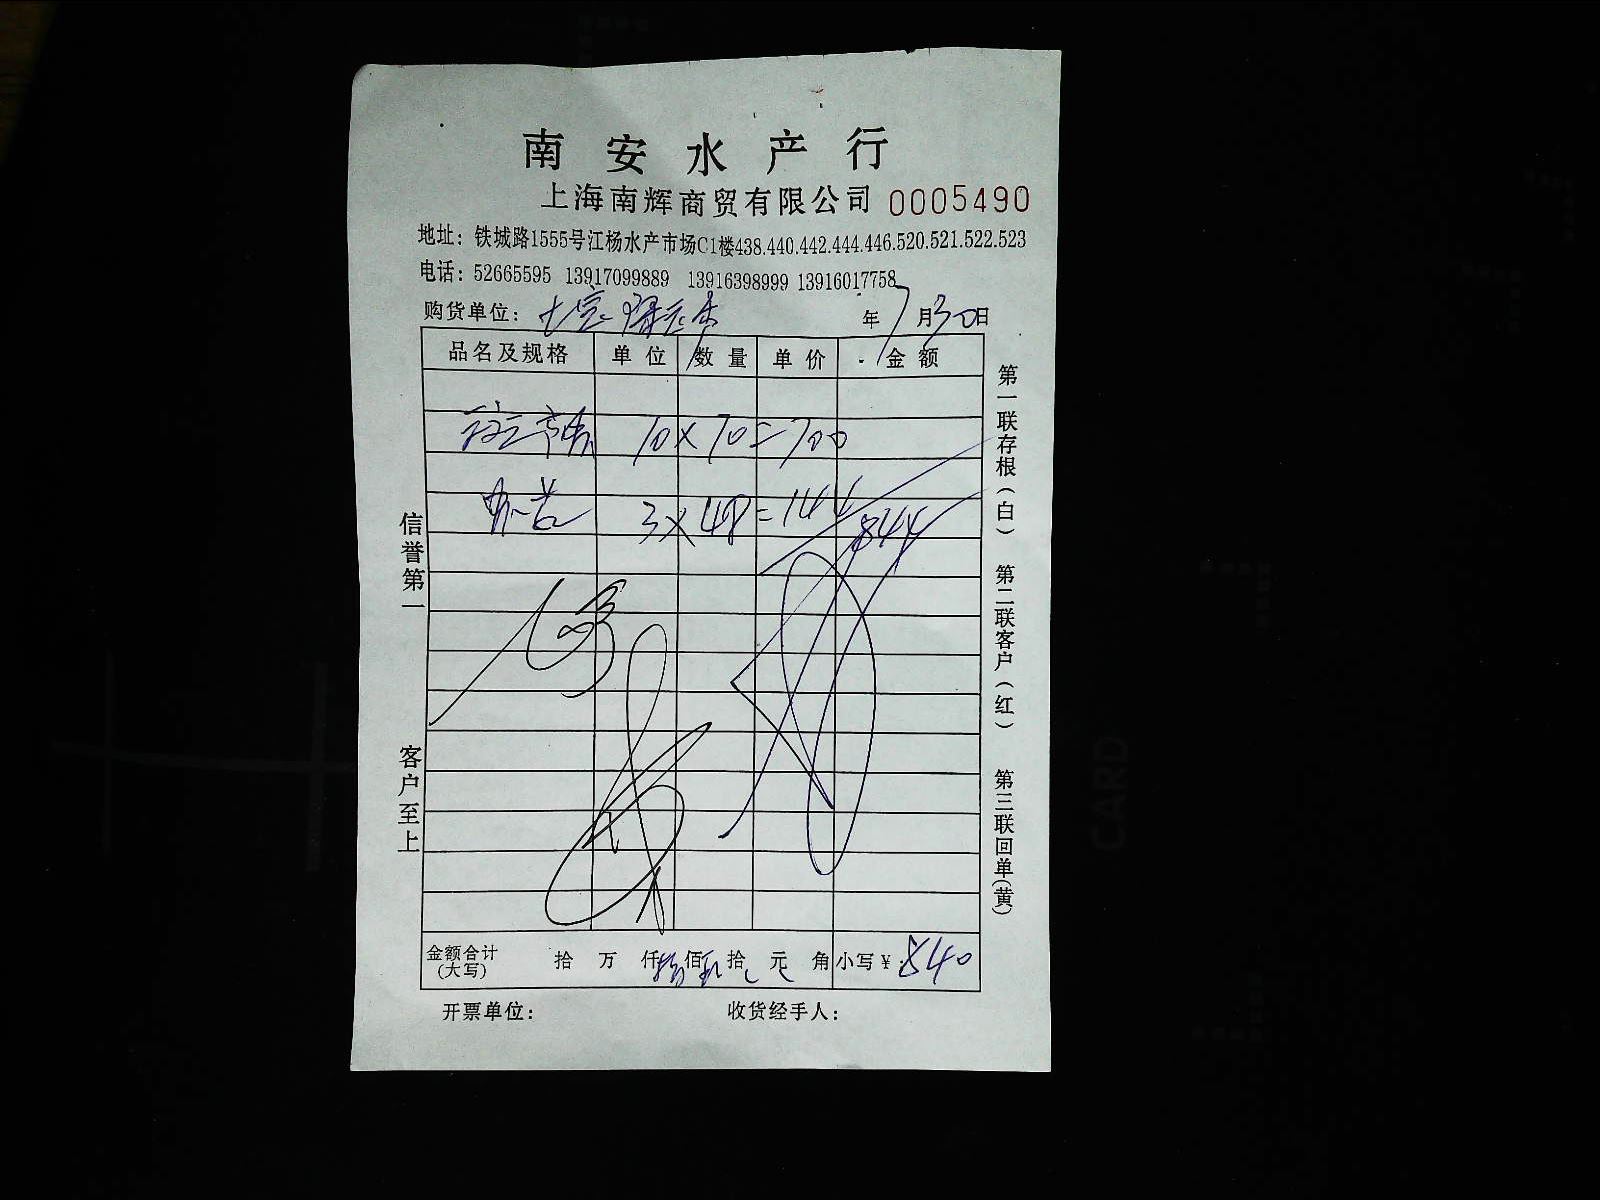 南安水产行
上海南辉商贸有限公司 0005490
地址：铁城路1555号江杨水产市场C1楼438.440.442.444.446.520.521.522.523
电话：52665595 13917099889 13916398999 13916017758
购货单位： 年7月30日
品名及规格 单位 数量 单价 金额
10×70=700
3×48=144
844
金额合计（大写） 拾 万 仟 佰 拾 元 角 小写￥：840
开票单位： 收货经手人：
信誉第一 客户至上
第一联存根（白） 第二联客户（红） 第三联回单（黄）